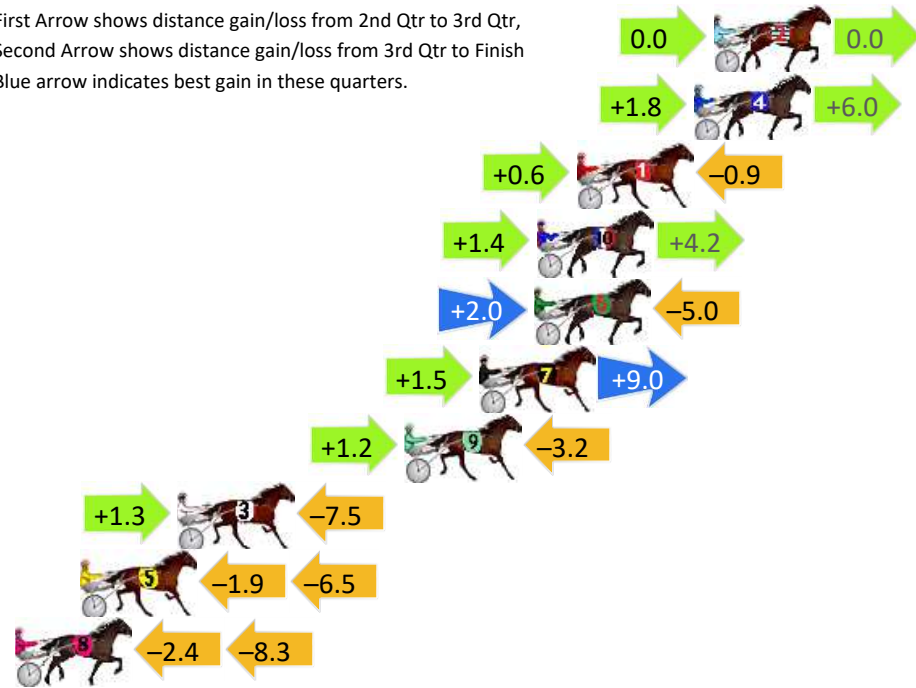 First Arrow shows distance gain/loss from 2nd Qtr to 3rd Qtr,
Second Arrow shows distance gain/loss from 3rd Qtr to Finish
Blue arrow indicates best gain in these quarters.
0.0 2 0.0
+1.8 4 +6.0
+0.6 1 –0.9
+1.4 10 +4.2
+2.0 6 –5.0
+1.5 7 +9.0
+1.2 9 –3.2
+1.3 3 –7.5
5 –1.9 –6.5
8 –2.4 –8.3